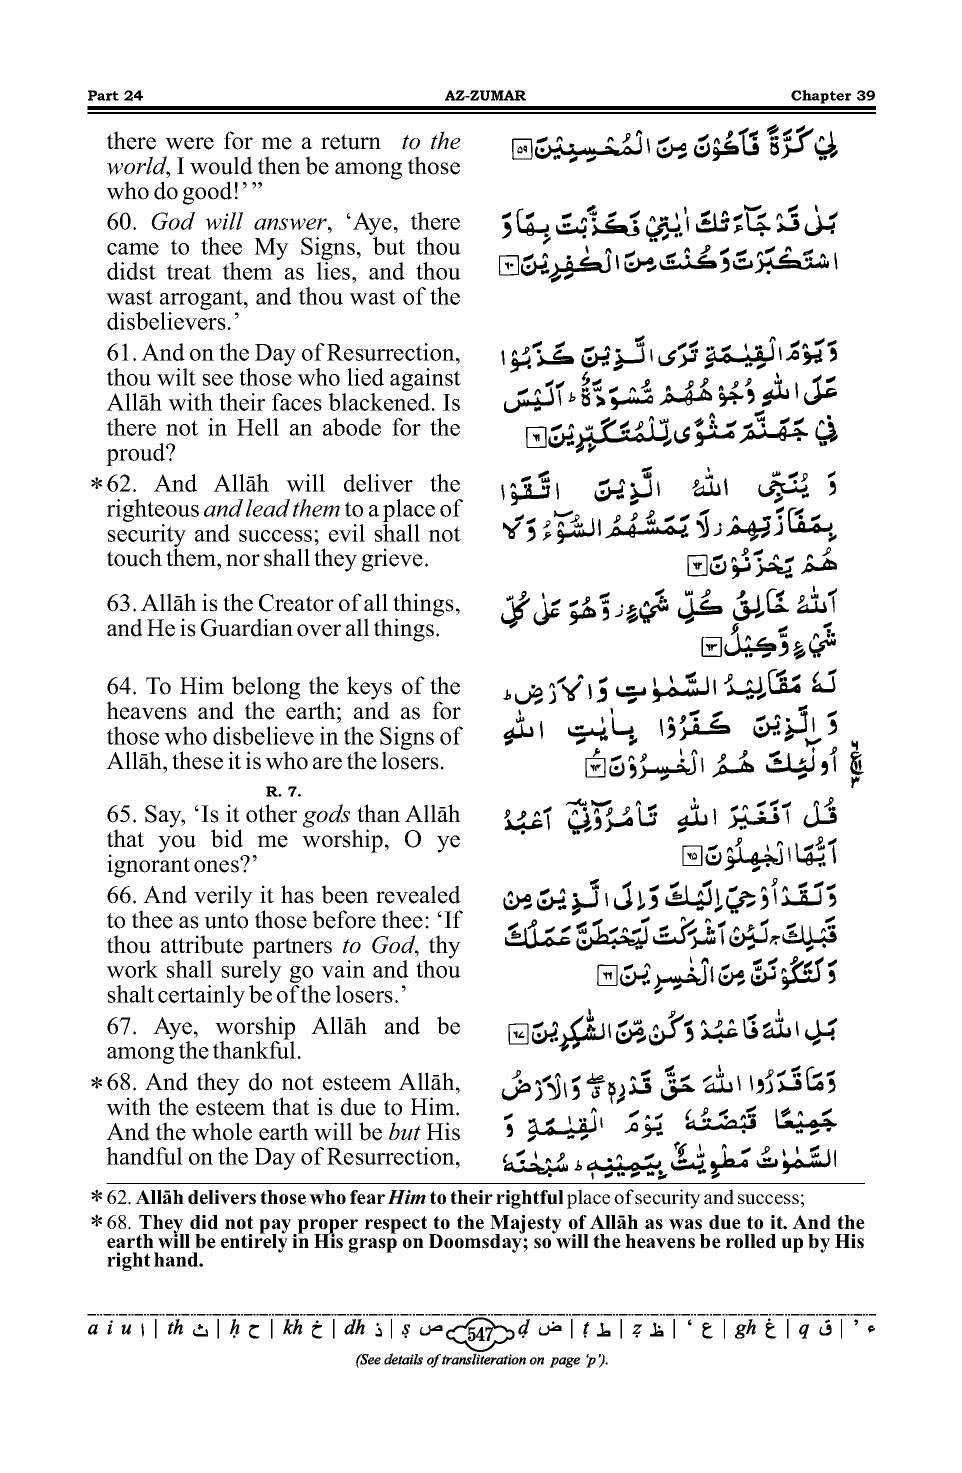 Part 24 AZ-ZUMAR Chapter 39
there were for me a return to the
world, I would then be among those
who do good!’ ”
60. God will answer, ‘Aye, there
came to thee My Signs, but thou
didst treat them as lies, and thou
wast arrogant, and thou wast of the
disbelievers.’
61. And on the Day of Resurrection,
thou wilt see those who lied against
Allāh with their faces blackened. Is
there not in Hell an abode for the
proud?
*62. And Allāh will deliver the
righteous and lead them to a place of
security and success; evil shall not
touch them, nor shall they grieve.
63. Allāh is the Creator of all things,
and He is Guardian over all things.
64. To Him belong the keys of the
heavens and the earth; and as for
those who disbelieve in the Signs of
Allāh, these it is who are the losers.
R. 7.
65. Say, ‘Is it other gods than Allāh
that you bid me worship, O ye
ignorant ones?’
66. And verily it has been revealed
to thee as unto those before thee: ‘If
thou attribute partners to God, thy
work shall surely go vain and thou
shalt certainly be of the losers.’
67. Aye, worship Allāh and be
among the thankful.
*68. And they do not esteem Allāh,
with the esteem that is due to Him.
And the whole earth will be but His
handful on the Day of Resurrection,
لِيْ كَرَّةً فَاَكُوْنَ مِنَ الْمُحْسِنِيْنَ ۵۹
بَلٰى قَدْ جَآءَتْكَ اٰيٰتِيْ فَكَذَّبْتَ بِهَا وَ
اسْتَكْبَرْتَ وَكُنْتَ مِنَ الْكٰفِرِيْنَ ۶۰
وَيَوْمَ الْقِيٰمَةِ تَرَى الَّذِيْنَ كَذَبُوْا
عَلَى اللّٰهِ وُجُوْهُهُمْ مُّسْوَدَّةٌ ؕ اَلَيْسَ
فِيْ جَهَنَّمَ مَثْوًى لِّلْمُتَكَبِّرِيْنَ ۶۱
وَ يُنَجِّي اللّٰهُ الَّذِيْنَ اتَّقَوْا
بِمَفَازَتِهِمْ ز لَا يَمَسُّهُمُ السُّوْٓءُ وَلَا
هُمْ يَحْزَنُوْنَ ۶۲
اَللّٰهُ خَالِقُ كُلِّ شَيْءٍ ز وَّهُوَ عَلٰى كُلِّ
شَيْءٍ وَّكِيْلٌ ۶۳
لَهٗ مَقَالِيْدُ السَّمٰوٰتِ وَالْاَرْضِ ؕ
وَ الَّذِيْنَ كَفَرُوْا بِاٰيٰتِ اللّٰهِ
اُولٰٓئِكَ هُمُ الْخٰسِرُوْنَ ۶۴
قُلْ اَفَغَيْرَ اللّٰهِ تَاْمُرُوْٓنِّيْٓ اَعْبُدُ
اَيُّهَا الْجٰهِلُوْنَ ۶۵
وَلَقَدْ اُوْحِيَ اِلَيْكَ وَاِلَى الَّذِيْنَ مِنْ
قَبْلِكَ ۚ لَئِنْ اَشْرَكْتَ لَيَحْبَطَنَّ عَمَلُكَ
وَلَتَكُوْنَنَّ مِنَ الْخٰسِرِيْنَ ۶۶
بَلِ اللّٰهَ فَاعْبُدْ وَكُنْ مِّنَ الشّٰكِرِيْنَ ۶۷
وَمَا قَدَرُوا اللّٰهَ حَقَّ قَدْرِهٖ ۖ وَالْاَرْضُ
جَمِيْعًا قَبْضَتُهٗ يَوْمَ الْقِيٰمَةِ وَ
السَّمٰوٰتُ مَطْوِيّٰتٌۢ بِيَمِيْنِهٖ ؕ سُبْحٰنَهٗ
*62. Allāh delivers those who fear Him to their rightful place of security and success;
*68. They did not pay proper respect to the Majesty of Allāh as was due to it. And the
earth will be entirely in His grasp on Doomsday; so will the heavens be rolled up by His
right hand.
a i u ا | th ث | ḥ ح | kh خ | dh ذ | ṣ ص 547 ḍ ض | ṭ ط | ẓ ظ | ‘ ع | gh غ | q ق | ’ ء
(See details of transliteration on page ‘p’).